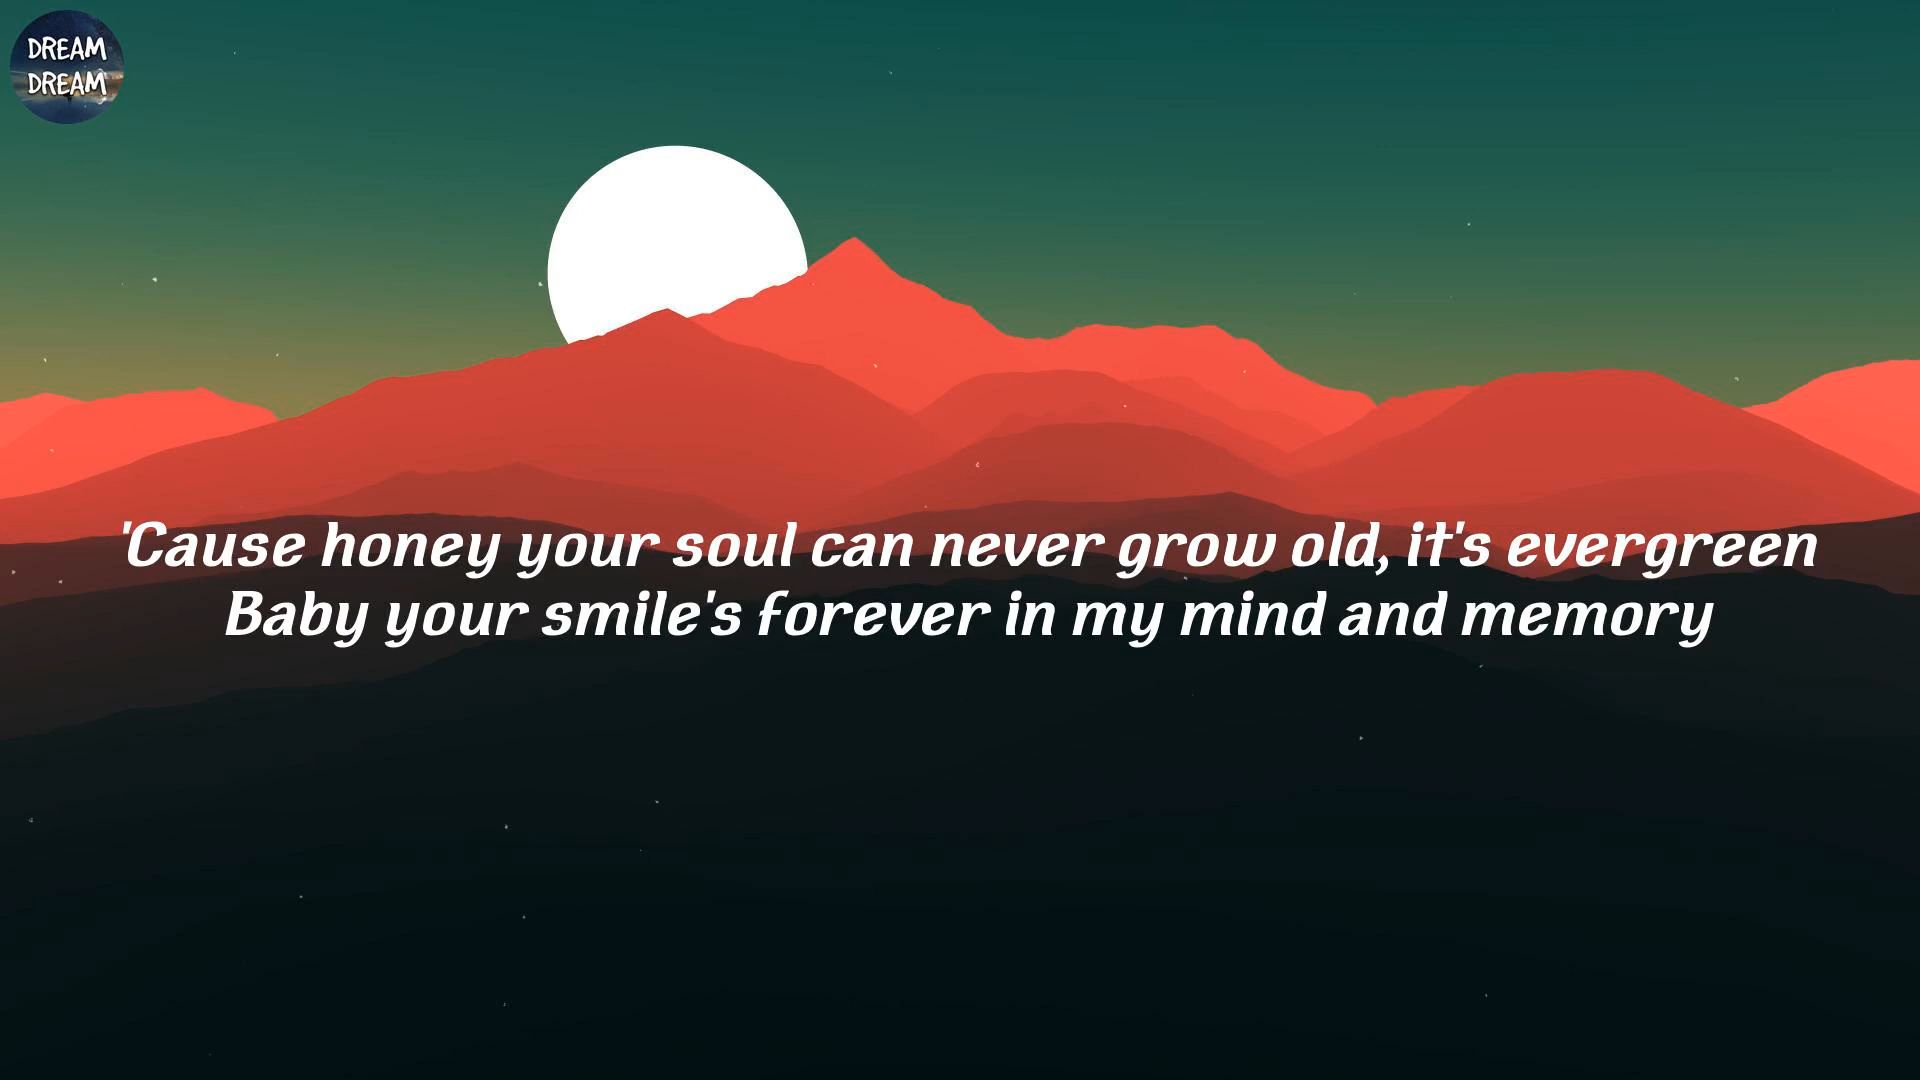 DREAM
DREAM
'Cause honey your soul can never grow old, it's evergreen
Baby your smile's forever in my mind and memory